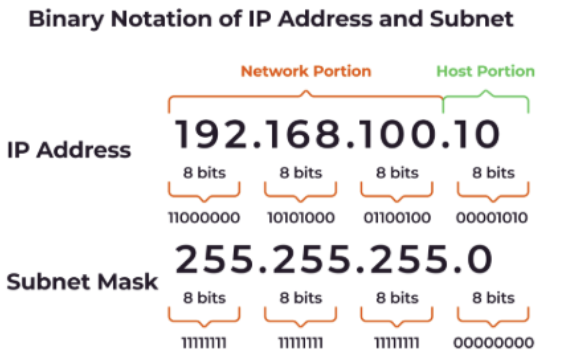 Binary Notation of IP Address and Subnet
Network Portion Host Portion
IP Address 192.168.100.10
8 bits 8 bits 8 bits 8 bits
11000000 10101000 01100100 00001010
Subnet Mask 255.255.255.0
8 bits 8 bits 8 bits 8 bits
11111111 11111111 11111111 00000000